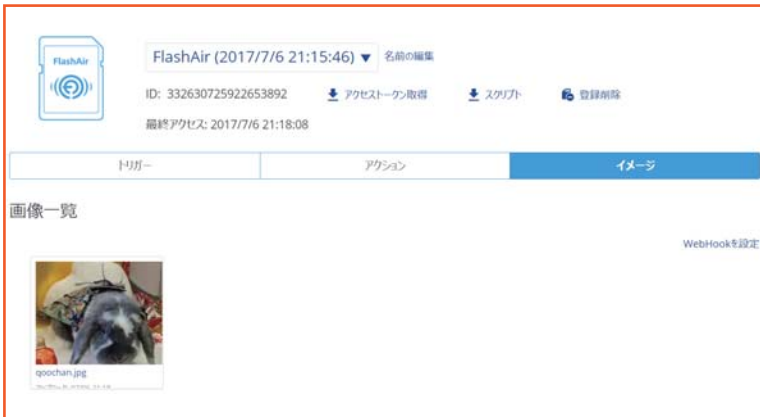 FlashAir
FlashAir (2017/7/6 21:15:46) ▼ 名前の編集
ID: 332630725922653892 アクセストークン取得 スクリプト 登録削除
最終アクセス: 2017/7/6 21:18:08
トリガー アクション イメージ
画像一覧
WebHookを設定
qoochan.jpg